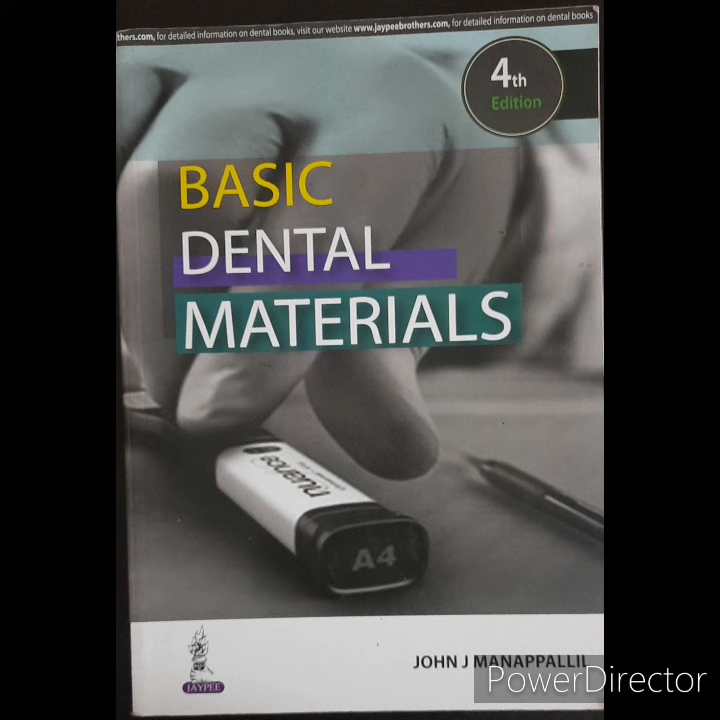 thers.com, for detailed information on dental books, visit our website www.jaypeebrothers.com, for detailed information on dental books
4th
Edition
BASIC
DENTAL
MATERIALS
nuance
A4
JAYPEE
JOHN J MANAPPALLIL
PowerDirector